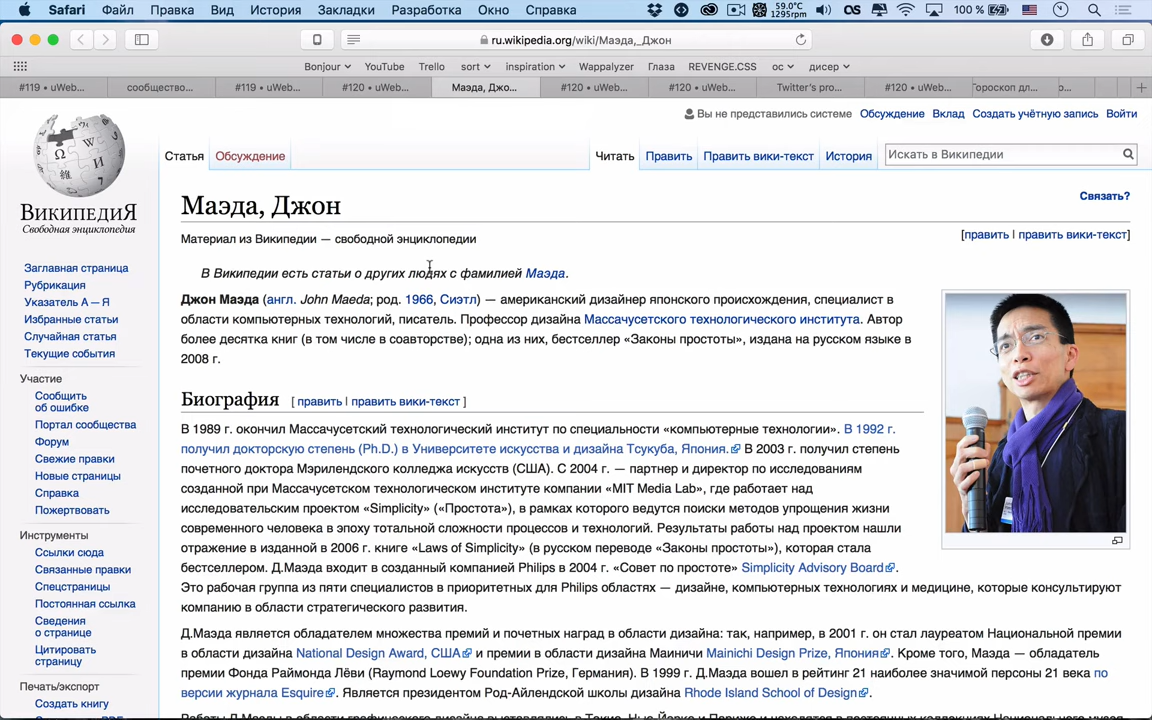 Safari Файл Правка Вид История Закладки Разработка Окно Справка 59.0°C 1295rpm 100 %
ru.wikipedia.org/wiki/Маэда,_Джон
Bonjour YouTube Trello sort inspiration Wappalyzer Глаза REVENGE.CSS ос дисер
#119 • uWeb... сообщество... #119 • uWeb... #120 • uWeb... Маэда, Джо... #120 • uWeb... #120 • uWeb... Twitter's pro... #120 • uWeb... Гороскоп дл... р...
Вы не представились системе Обсуждение Вклад Создать учётную запись Войти
Статья Обсуждение Читать Править Править вики-текст История Искать в Википедии
ВикипедиЯ
Свободная энциклопедия
Заглавная страница
Рубрикация
Указатель А — Я
Избранные статьи
Случайная статья
Текущие события
Участие
Сообщить
об ошибке
Портал сообщества
Форум
Свежие правки
Новые страницы
Справка
Пожертвовать
Инструменты
Ссылки сюда
Связанные правки
Спецстраницы
Постоянная ссылка
Сведения
о странице
Цитировать
страницу
Печать/экспорт
Создать книгу
Связать?
Маэда, Джон
Материал из Википедии — свободной энциклопедии
[править | править вики-текст]
В Википедии есть статьи о других людях с фамилией Маэда.
Джон Маэда (англ. John Maeda; род. 1966, Сиэтл) — американский дизайнер японского происхождения, специалист в
области компьютерных технологий, писатель. Профессор дизайна Массачусетского технологического института. Автор
более десятка книг (в том числе в соавторстве); одна из них, бестселлер «Законы простоты», издана на русском языке в
2008 г.
Биография [ править | править вики-текст ]
В 1989 г. окончил Массачусетский технологический институт по специальности «компьютерные технологии». В 1992 г.
получил докторскую степень (Ph.D.) в Университете искусства и дизайна Тсукуба, Япония. В 2003 г. получил степень
почетного доктора Мэрилендского колледжа искусств (США). С 2004 г. — партнер и директор по исследованиям
созданной при Массачусетском технологическом институте компании «MIT Media Lab», где работает над
исследовательским проектом «Simplicity» («Простота»), в рамках которого ведутся поиски методов упрощения жизни
современного человека в эпоху тотальной сложности процессов и технологий. Результаты работы над проектом нашли
отражение в изданной в 2006 г. книге «Laws of Simplicity» (в русском переводе «Законы простоты»), которая стала
бестселлером. Д.Маэда входит в созданный компанией Philips в 2004 г. «Совет по простоте» Simplicity Advisory Board.
Это рабочая группа из пяти специалистов в приоритетных для Philips областях — дизайне, компьютерных технологиях и медицине, которые консультируют
компанию в области стратегического развития.
Д.Маэда является обладателем множества премий и почетных наград в области дизайна: так, например, в 2001 г. он стал лауреатом Национальной премии
в области дизайна National Design Award, США и премии в области дизайна Маиничи Mainichi Design Prize, Япония. Кроме того, Маэда — обладатель
премии Фонда Раймонда Лёви (Raymond Loewy Foundation Prize, Германия). В 1999 г. Д.Маэда вошел в рейтинг 21 наиболее значимой персоны 21 века по
версии журнала Esquire. Является президентом Род-Айлендской школы дизайна Rhode Island School of Design.